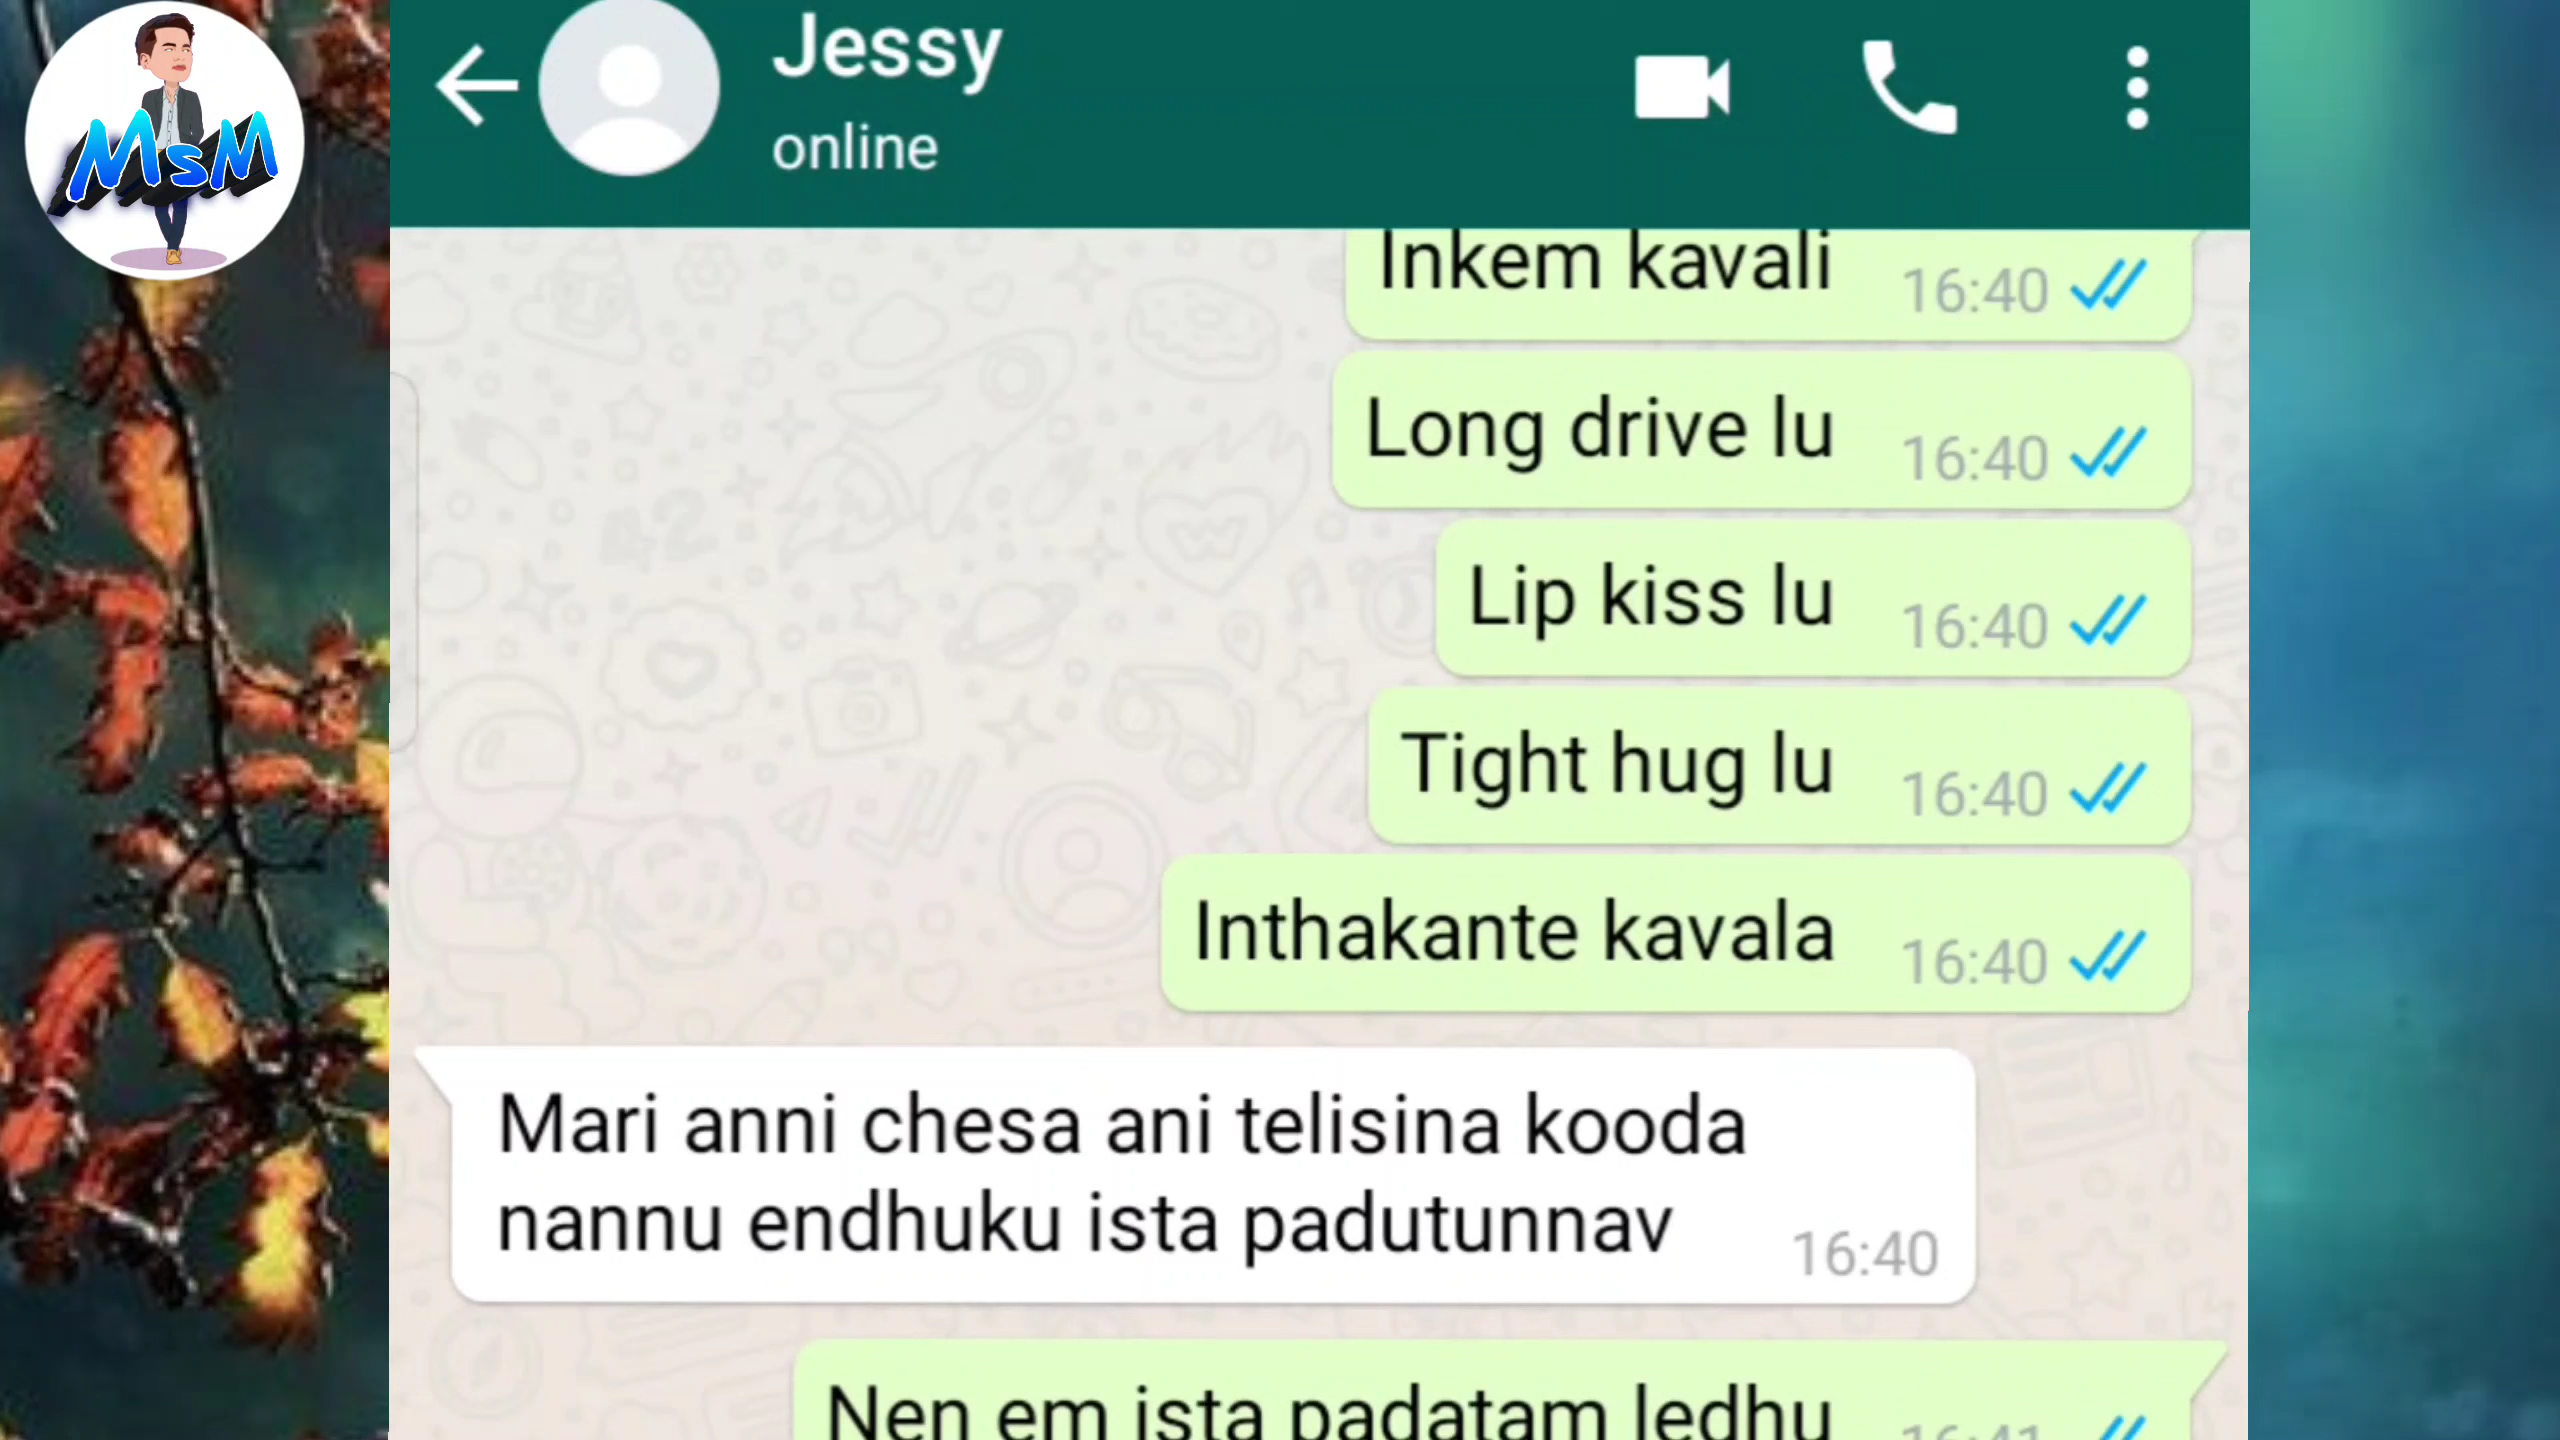 MsM
Jessy
online
Inkem kavali 16:40
Long drive lu 16:40
Lip kiss lu 16:40
Tight hug lu 16:40
Inthakante kavala 16:40
Mari anni chesa ani telisina kooda
nannu endhuku ista padutunnav 16:40
Nen em ista padatam ledhu 16:41